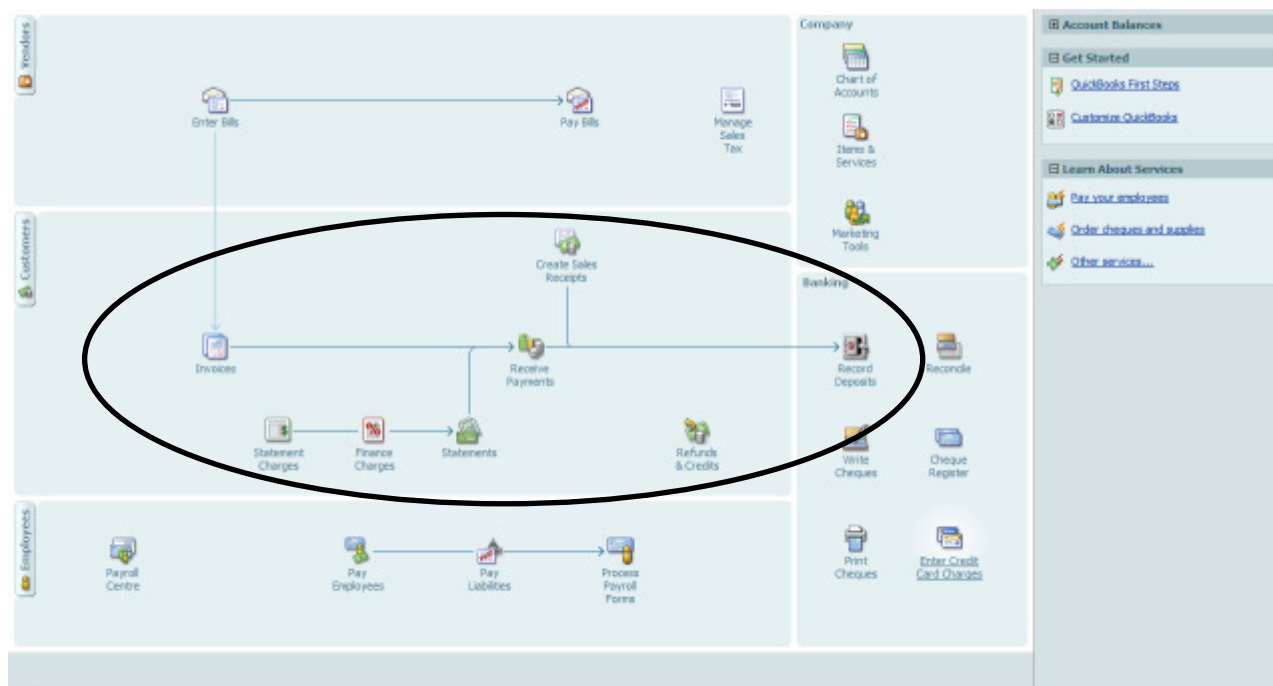 Vendors
Enter Bills
Pay Bills
Manage
Sales
Tax
Customers
Create Sales
Receipts
Invoices
Receive
Payments
Statement
Charges
Finance
Charges
Statements
Refunds
& Credits
Employees
Payroll
Centre
Pay
Employees
Pay
Liabilities
Process
Payroll
Forms
Company
Chart of
Accounts
Items &
Services
Marketing
Tools
Banking
Record
Deposits
Reconcile
Write
Cheques
Cheque
Register
Print
Cheques
Enter Credit
Card Charges
Account Balances
Get Started
QuickBooks First Steps
Customize QuickBooks
Learn About Services
Pay your employees
Order cheques and supplies
Other services...